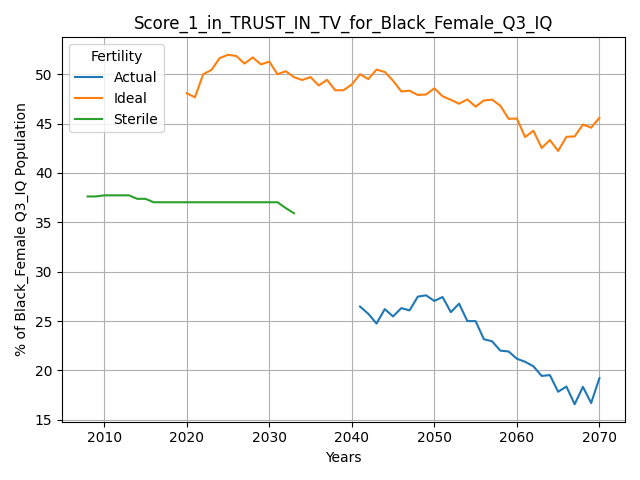 Score_1_in_TRUST_IN_TV_for_Black_Female_Q3_IQ
Fertility
Actual
Ideal
Sterile
% of Black_Female Q3_IQ Population
50
45
40
35
30
25
20
15
2010
2020
2030
2040
2050
2060
2070
Years